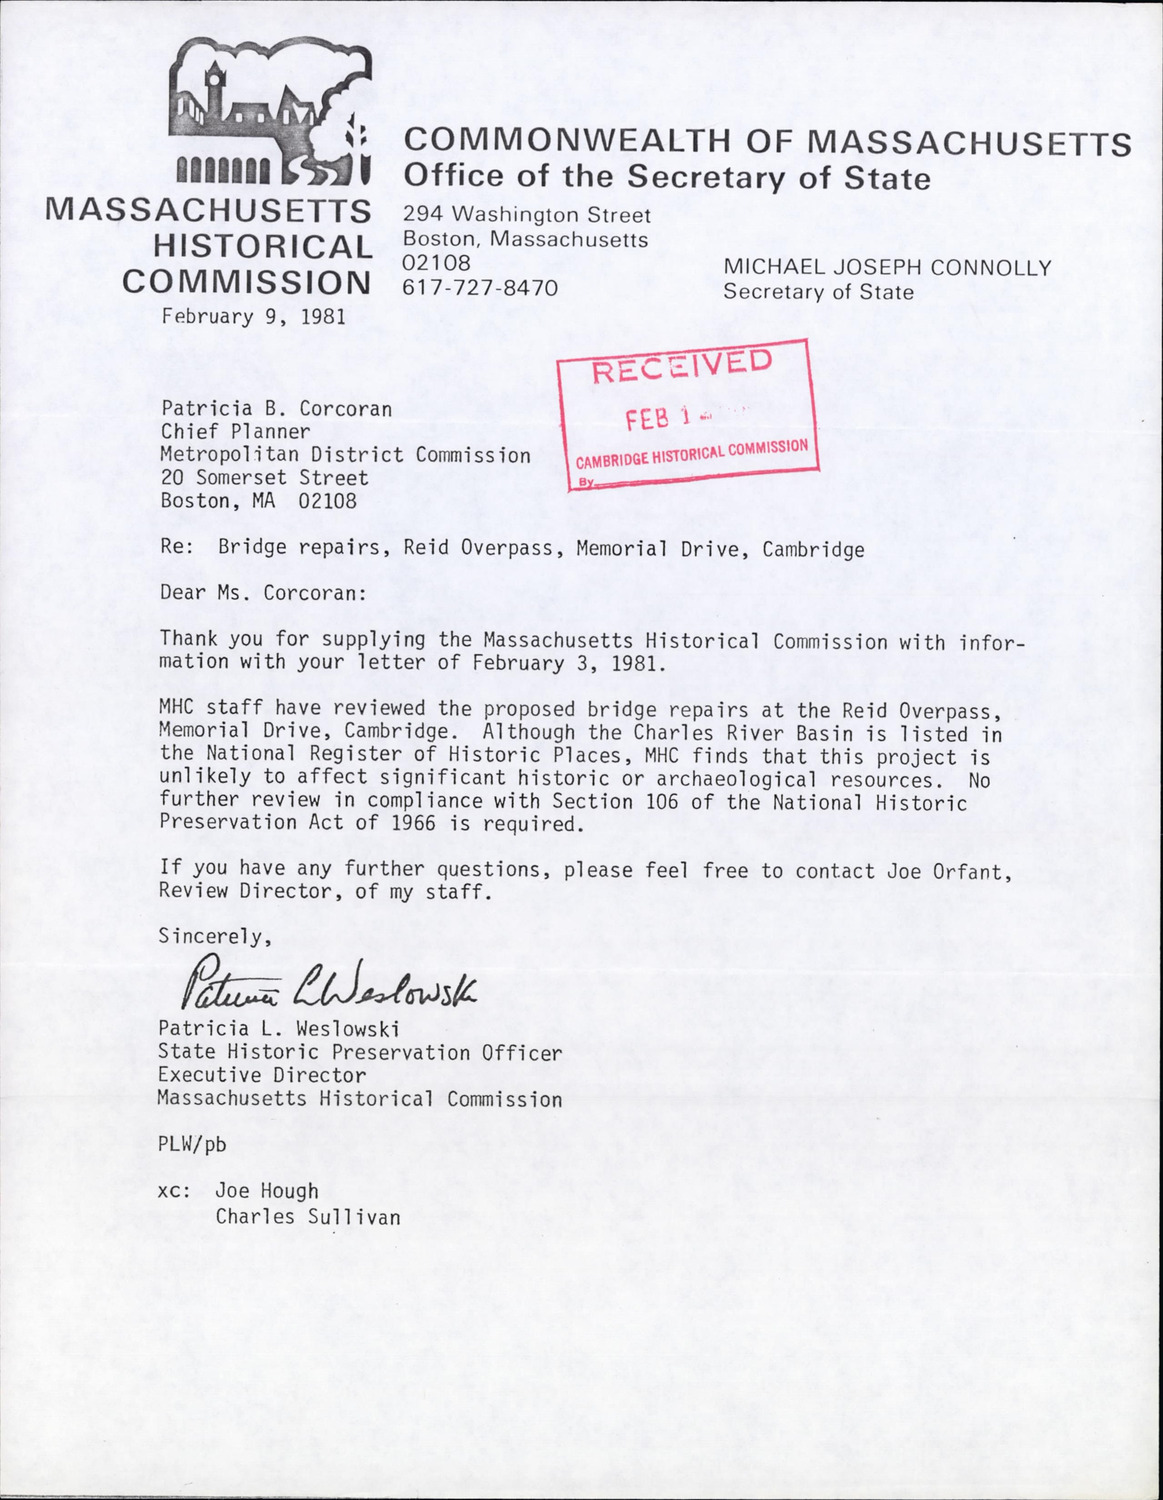 MASSACHUSETTS
HISTORICAL
COMMISSION
COMMONWEALTH OF MASSACHUSETTS
Office of the Secretary of State
294 Washington Street
Boston, Massachusetts
02108
617-727-8470
MICHAEL JOSEPH CONNOLLY
Secretary of State
February 9, 1981
RECEIVED
FEB 1
CAMBRIDGE HISTORICAL COMMISSION
By
Patricia B. Corcoran
Chief Planner
Metropolitan District Commission
20 Somerset Street
Boston, MA 02108
Re: Bridge repairs, Reid Overpass, Memorial Drive, Cambridge
Dear Ms. Corcoran:
Thank you for supplying the Massachusetts Historical Commission with infor-
mation with your letter of February 3, 1981.
MHC staff have reviewed the proposed bridge repairs at the Reid Overpass,
Memorial Drive, Cambridge. Although the Charles River Basin is listed in
the National Register of Historic Places, MHC finds that this project is
unlikely to affect significant historic or archaeological resources. No
further review in compliance with Section 106 of the National Historic
Preservation Act of 1966 is required.
If you have any further questions, please feel free to contact Joe Orfant,
Review Director, of my staff.
Sincerely,
Patricia L Weslowski
Patricia L. Weslowski
State Historic Preservation Officer
Executive Director
Massachusetts Historical Commission
PLW/pb
xc: Joe Hough
Charles Sullivan